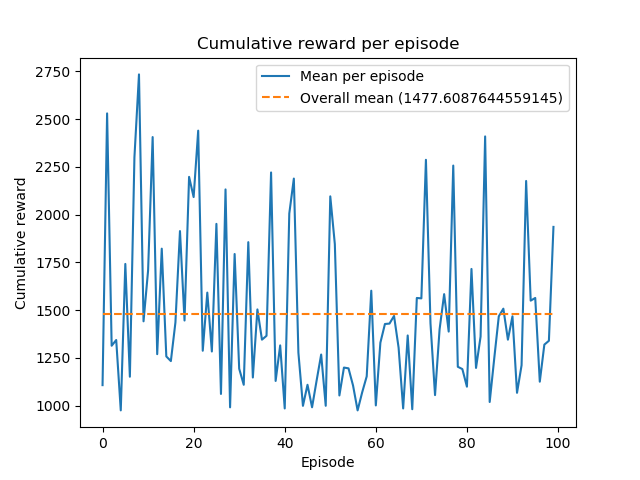 Cumulative reward per episode
Mean per episode
Overall mean (1477.6087644559145)
Cumulative reward
2750
2500
2250
2000
1750
1500
1250
1000
0 20 40 60 80 100
Episode